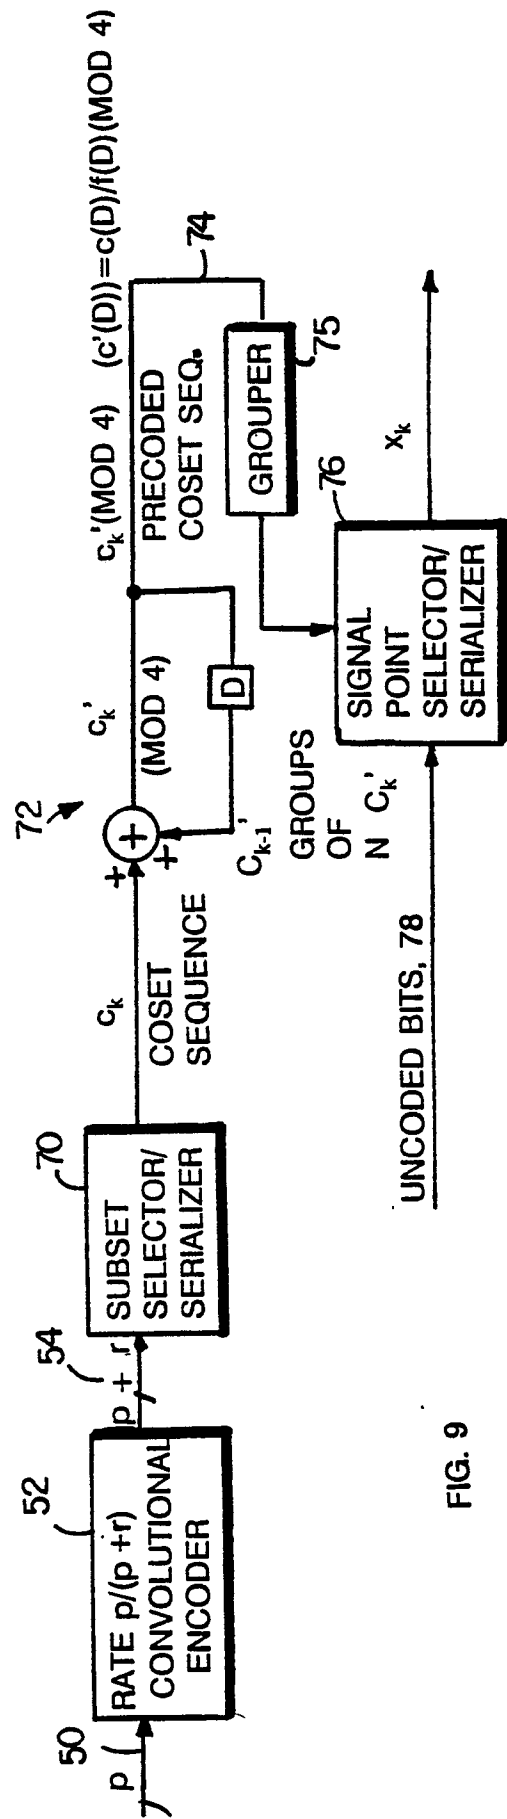 p
50
52
RATE p/(p +r)
CONVOLUTIONAL
ENCODER
54
p + r
70
SUBSET
SELECTOR/
SERIALIZER
c_k
COSET
SEQUENCE
72
+
+
+
c_k'
(MOD 4)
D
C_{k-1}'
c_k'(MOD 4)
(c'(D))=c(D)/f(D)(MOD 4)
PRECODED
COSET SEQ.
74
GROUPER
75
GROUPS
OF
N C_k'
76
SIGNAL
POINT
SELECTOR/
SERIALIZER
x_k
UNCODED BITS, 78
FIG. 9